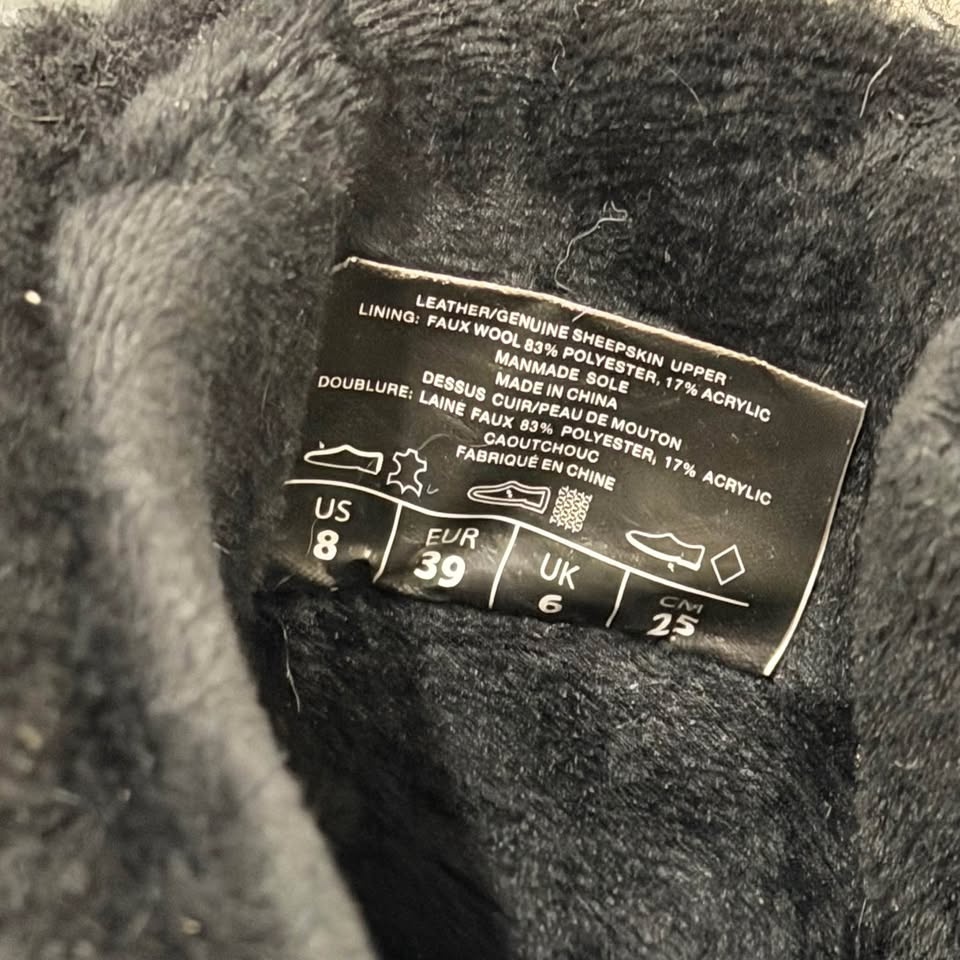 LEATHER/GENUINE SHEEPSKIN UPPER
LINING: FAUX WOOL 83% POLYESTER, 17% ACRYLIC
MANMADE SOLE
MADE IN CHINA
DESSUS CUIR/PEAU DE MOUTON
DOUBLURE: LAINE FAUX 83% POLYESTER, 17% ACRYLIC
CAOUTCHOUC
FABRIQUÉ EN CHINE
US EUR UK CM
8 39 6 25